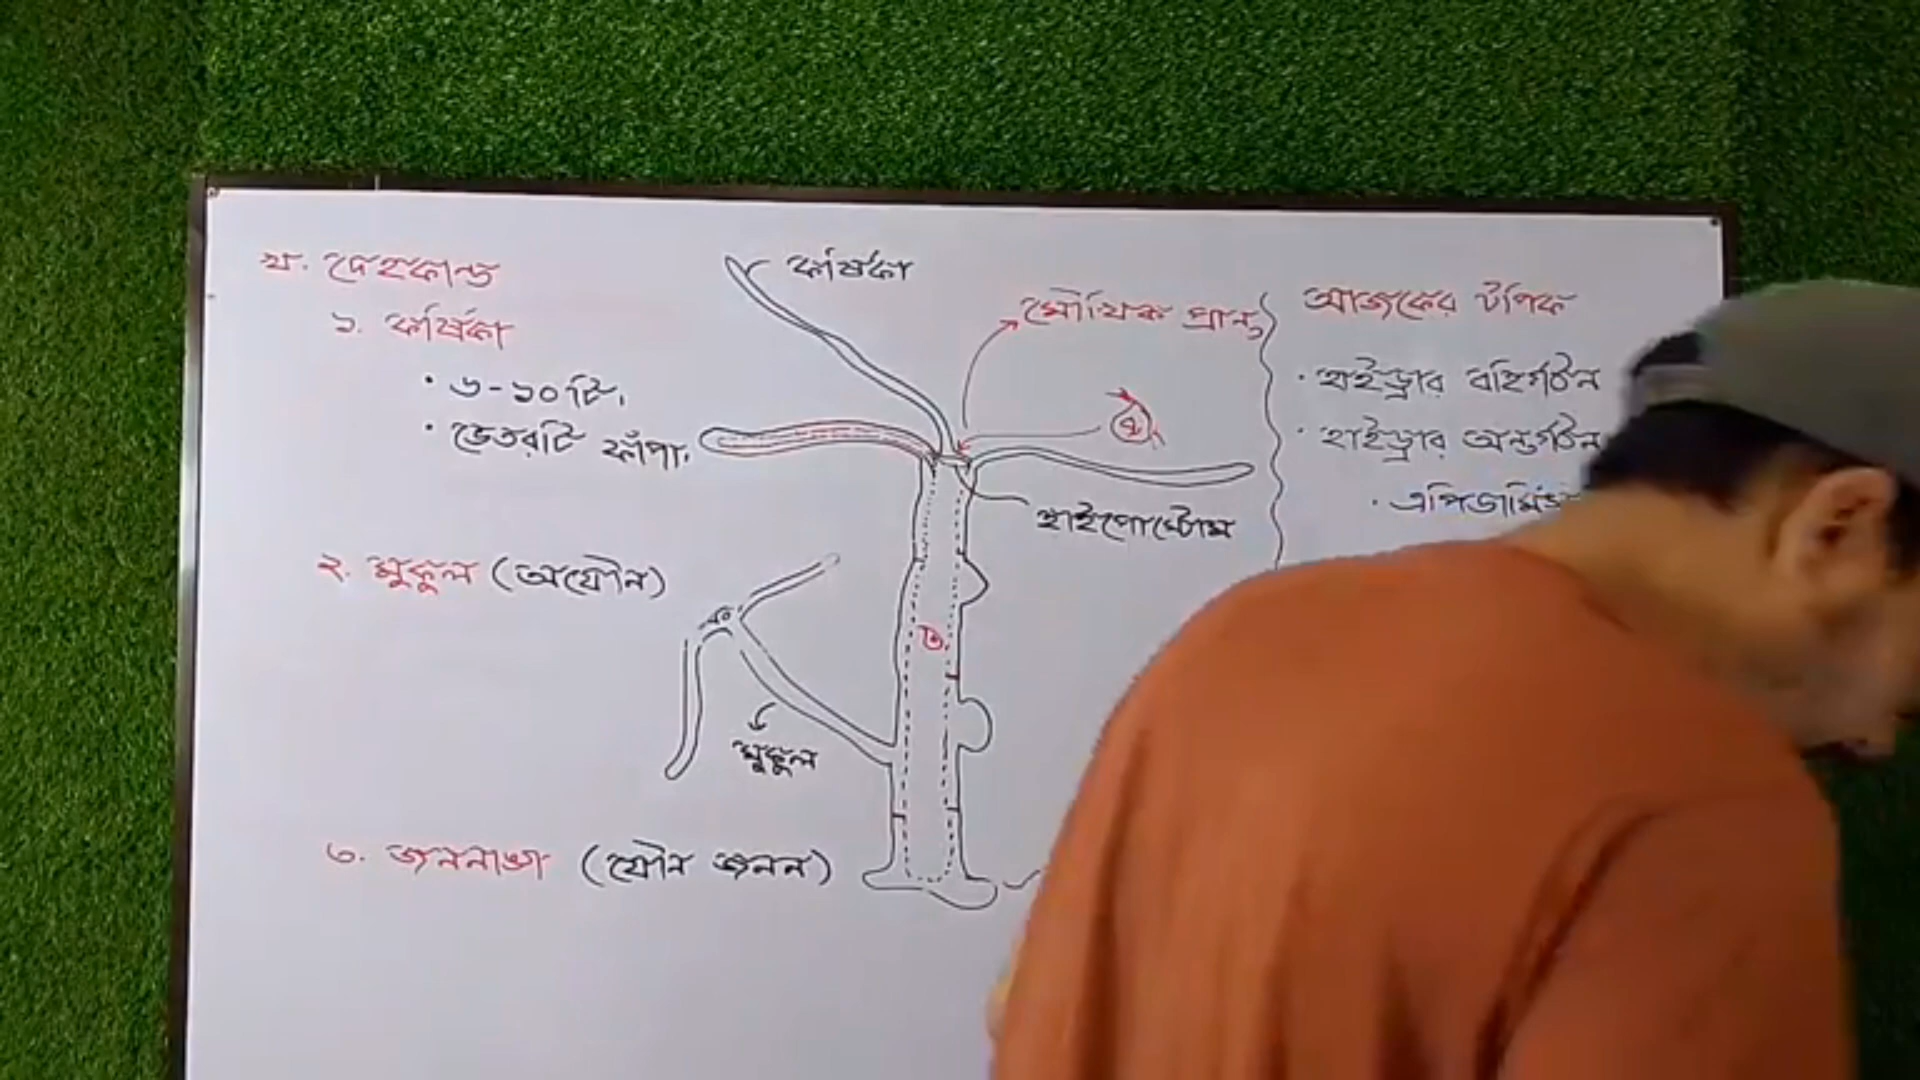 খ. দেহকান্ড
১. কর্ষিকা
• ৬-১০টি।
• ভেতরটি ফাঁপা।
২. মুকুল (অযৌন)
৩. জননাঙ্গ (যৌন জনন)
কর্ষিকা
মৌখিক প্রান্ত
হাইপোস্টোম
মুকুল
আজকের টপিক
• হাইড্রার বহির্গঠন
• হাইড্রার অন্তর্গঠন